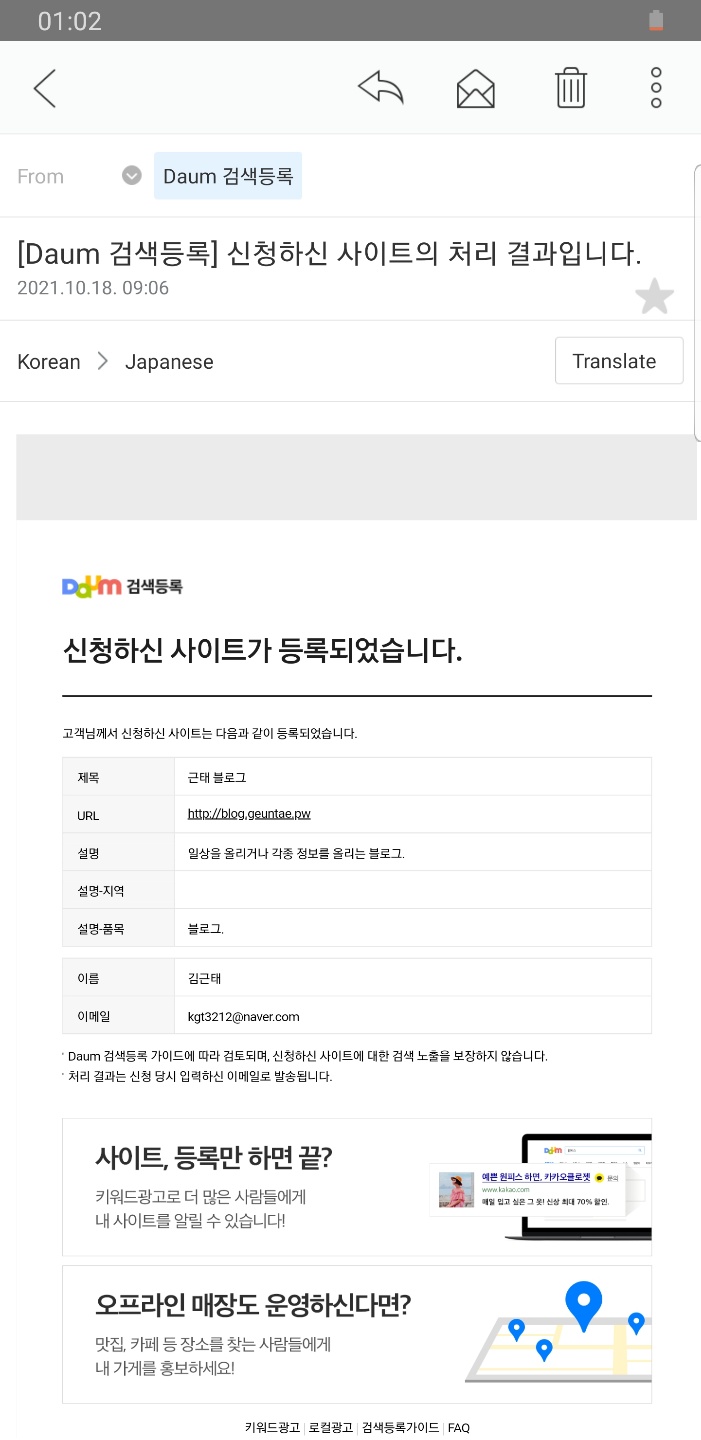 01:02
From
Daum 검색등록
[Daum 검색등록] 신청하신 사이트의 처리 결과입니다.
2021.10.18. 09:06
Korean > Japanese
Translate
Daum 검색등록
신청하신 사이트가 등록되었습니다.
고객님께서 신청하신 사이트는 다음과 같이 등록되었습니다.
제목 근태 블로그
URL http://blog.geuntae.pw
설명 일상을 올리거나 각종 정보를 올리는 블로그.
설명-지역
설명-품목 블로그.
이름 김근태
이메일 kgt3212@naver.com
· Daum 검색등록 가이드에 따라 검토되며, 신청하신 사이트에 대한 검색 노출을 보장하지 않습니다.
· 처리 결과는 신청 당시 입력하신 이메일로 발송됩니다.
사이트, 등록만 하면 끝?
키워드광고로 더 많은 사람들에게
내 사이트를 알릴 수 있습니다!
Daum
예쁜 원피스 하면, 카카오클로젯 문의
www.kakao.com
매일 입고 싶은 그 옷! 신상 최대 70% 할인.
오프라인 매장도 운영하신다면?
맛집, 카페 등 장소를 찾는 사람들에게
내 가게를 홍보하세요!
키워드광고 | 로컬광고 | 검색등록가이드 | FAQ